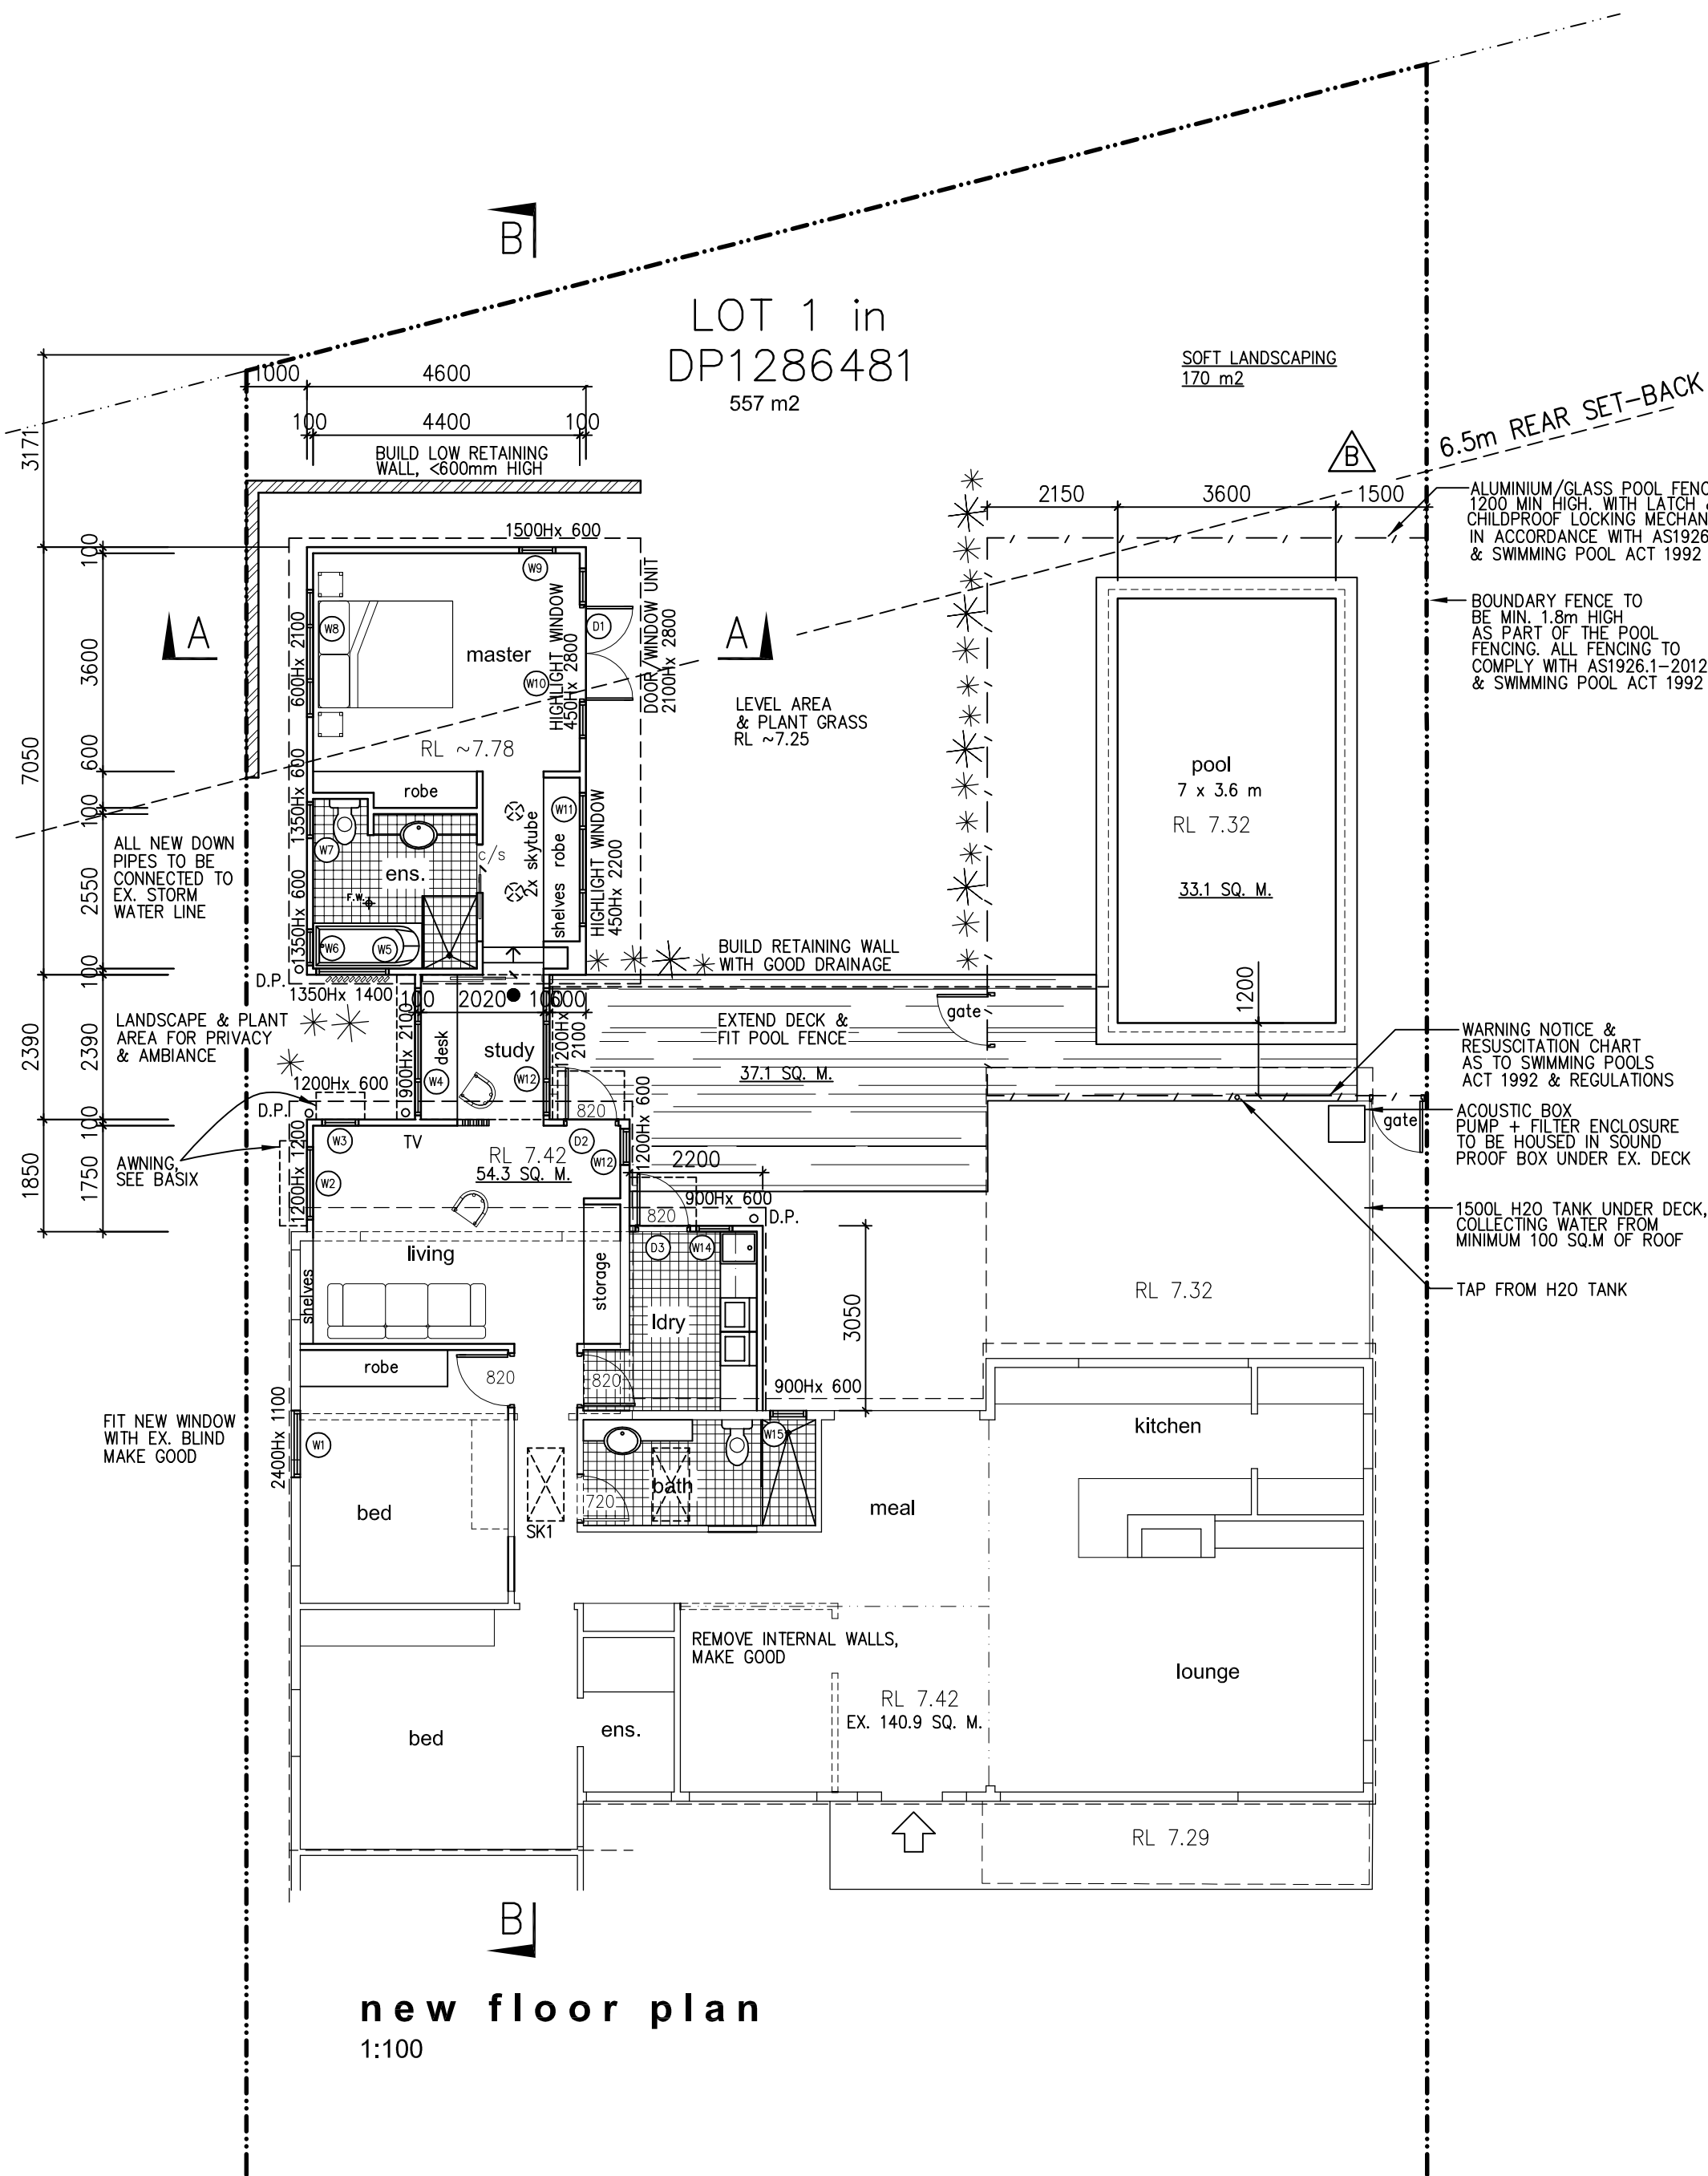 B
LOT 1 in
DP1286481
557 m2
SOFT LANDSCAPING
170 m2
6.5m REAR SET-BACK
B
1000
4600
100
4400
100
BUILD LOW RETAINING
WALL, <600mm HIGH
3171
2150
3600
1500
ALUMINIUM/GLASS POOL FENC
1200 MIN HIGH. WITH LATCH
CHILDPROOF LOCKING MECHAN
IN ACCORDANCE WITH AS1926
& SWIMMING POOL ACT 1992
BOUNDARY FENCE TO
BE MIN. 1.8m HIGH
AS PART OF THE POOL
FENCING. ALL FENCING TO
COMPLY WITH AS1926.1-2012
& SWIMMING POOL ACT 1992
1500Hx 600
W9
A
A
W8
600Hx 2100
master
W10
HIGHLIGHT WINDOW
450Hx 2800
D1
DOOR/WINDOW UNIT
2100Hx 2800
RL ~7.78
LEVEL AREA
& PLANT GRASS
RL ~7.25
pool
7 x 3.6 m
RL 7.32
33.1 SQ. M.
1200
100
3600
600
100
2550
100
2390
100
1750
7050
2390
1850
robe
W11
1350Hx 600
W7
ens.
F.W.
c/s
2x skytube
shelves robe
HIGHLIGHT WINDOW
450Hx 2200
1350Hx 600
W6
W5
ALL NEW DOWN
PIPES TO BE
CONNECTED TO
EX. STORM
WATER LINE
D.P.
1350Hx 1400
100
2020
100
600
BUILD RETAINING WALL
WITH GOOD DRAINAGE
gate
EXTEND DECK &
FIT POOL FENCE
37.1 SQ. M.
LANDSCAPE & PLANT
AREA FOR PRIVACY
& AMBIANCE
900Hx 2100
desk
study
W4
W12
1200Hx
2100
1200Hx 600
D.P.
820
WARNING NOTICE &
RESUSCITATION CHART
AS TO SWIMMING POOLS
ACT 1992 & REGULATIONS
ACOUSTIC BOX
PUMP + FILTER ENCLOSURE
TO BE HOUSED IN SOUND
PROOF BOX UNDER EX. DECK
gate
AWNING,
SEE BASIX
W3
TV
D2
W12
1200Hx 600
W2
1200Hx 1200
RL 7.42
54.3 SQ. M.
2200
900Hx 600
820
D.P.
1500L H2O TANK UNDER DECK,
COLLECTING WATER FROM
MINIMUM 100 SQ.M OF ROOF
TAP FROM H2O TANK
living
shelves
storage
D3
W14
ldry
3050
RL 7.32
robe
820
820
900Hx 600
FIT NEW WINDOW
WITH EX. BLIND
MAKE GOOD
2400Hx 1100
W1
bed
SK1
720
bath
W15
meal
kitchen
REMOVE INTERNAL WALLS,
MAKE GOOD
lounge
RL 7.42
EX. 140.9 SQ. M.
bed
ens.
RL 7.29
B
new floor plan
1:100